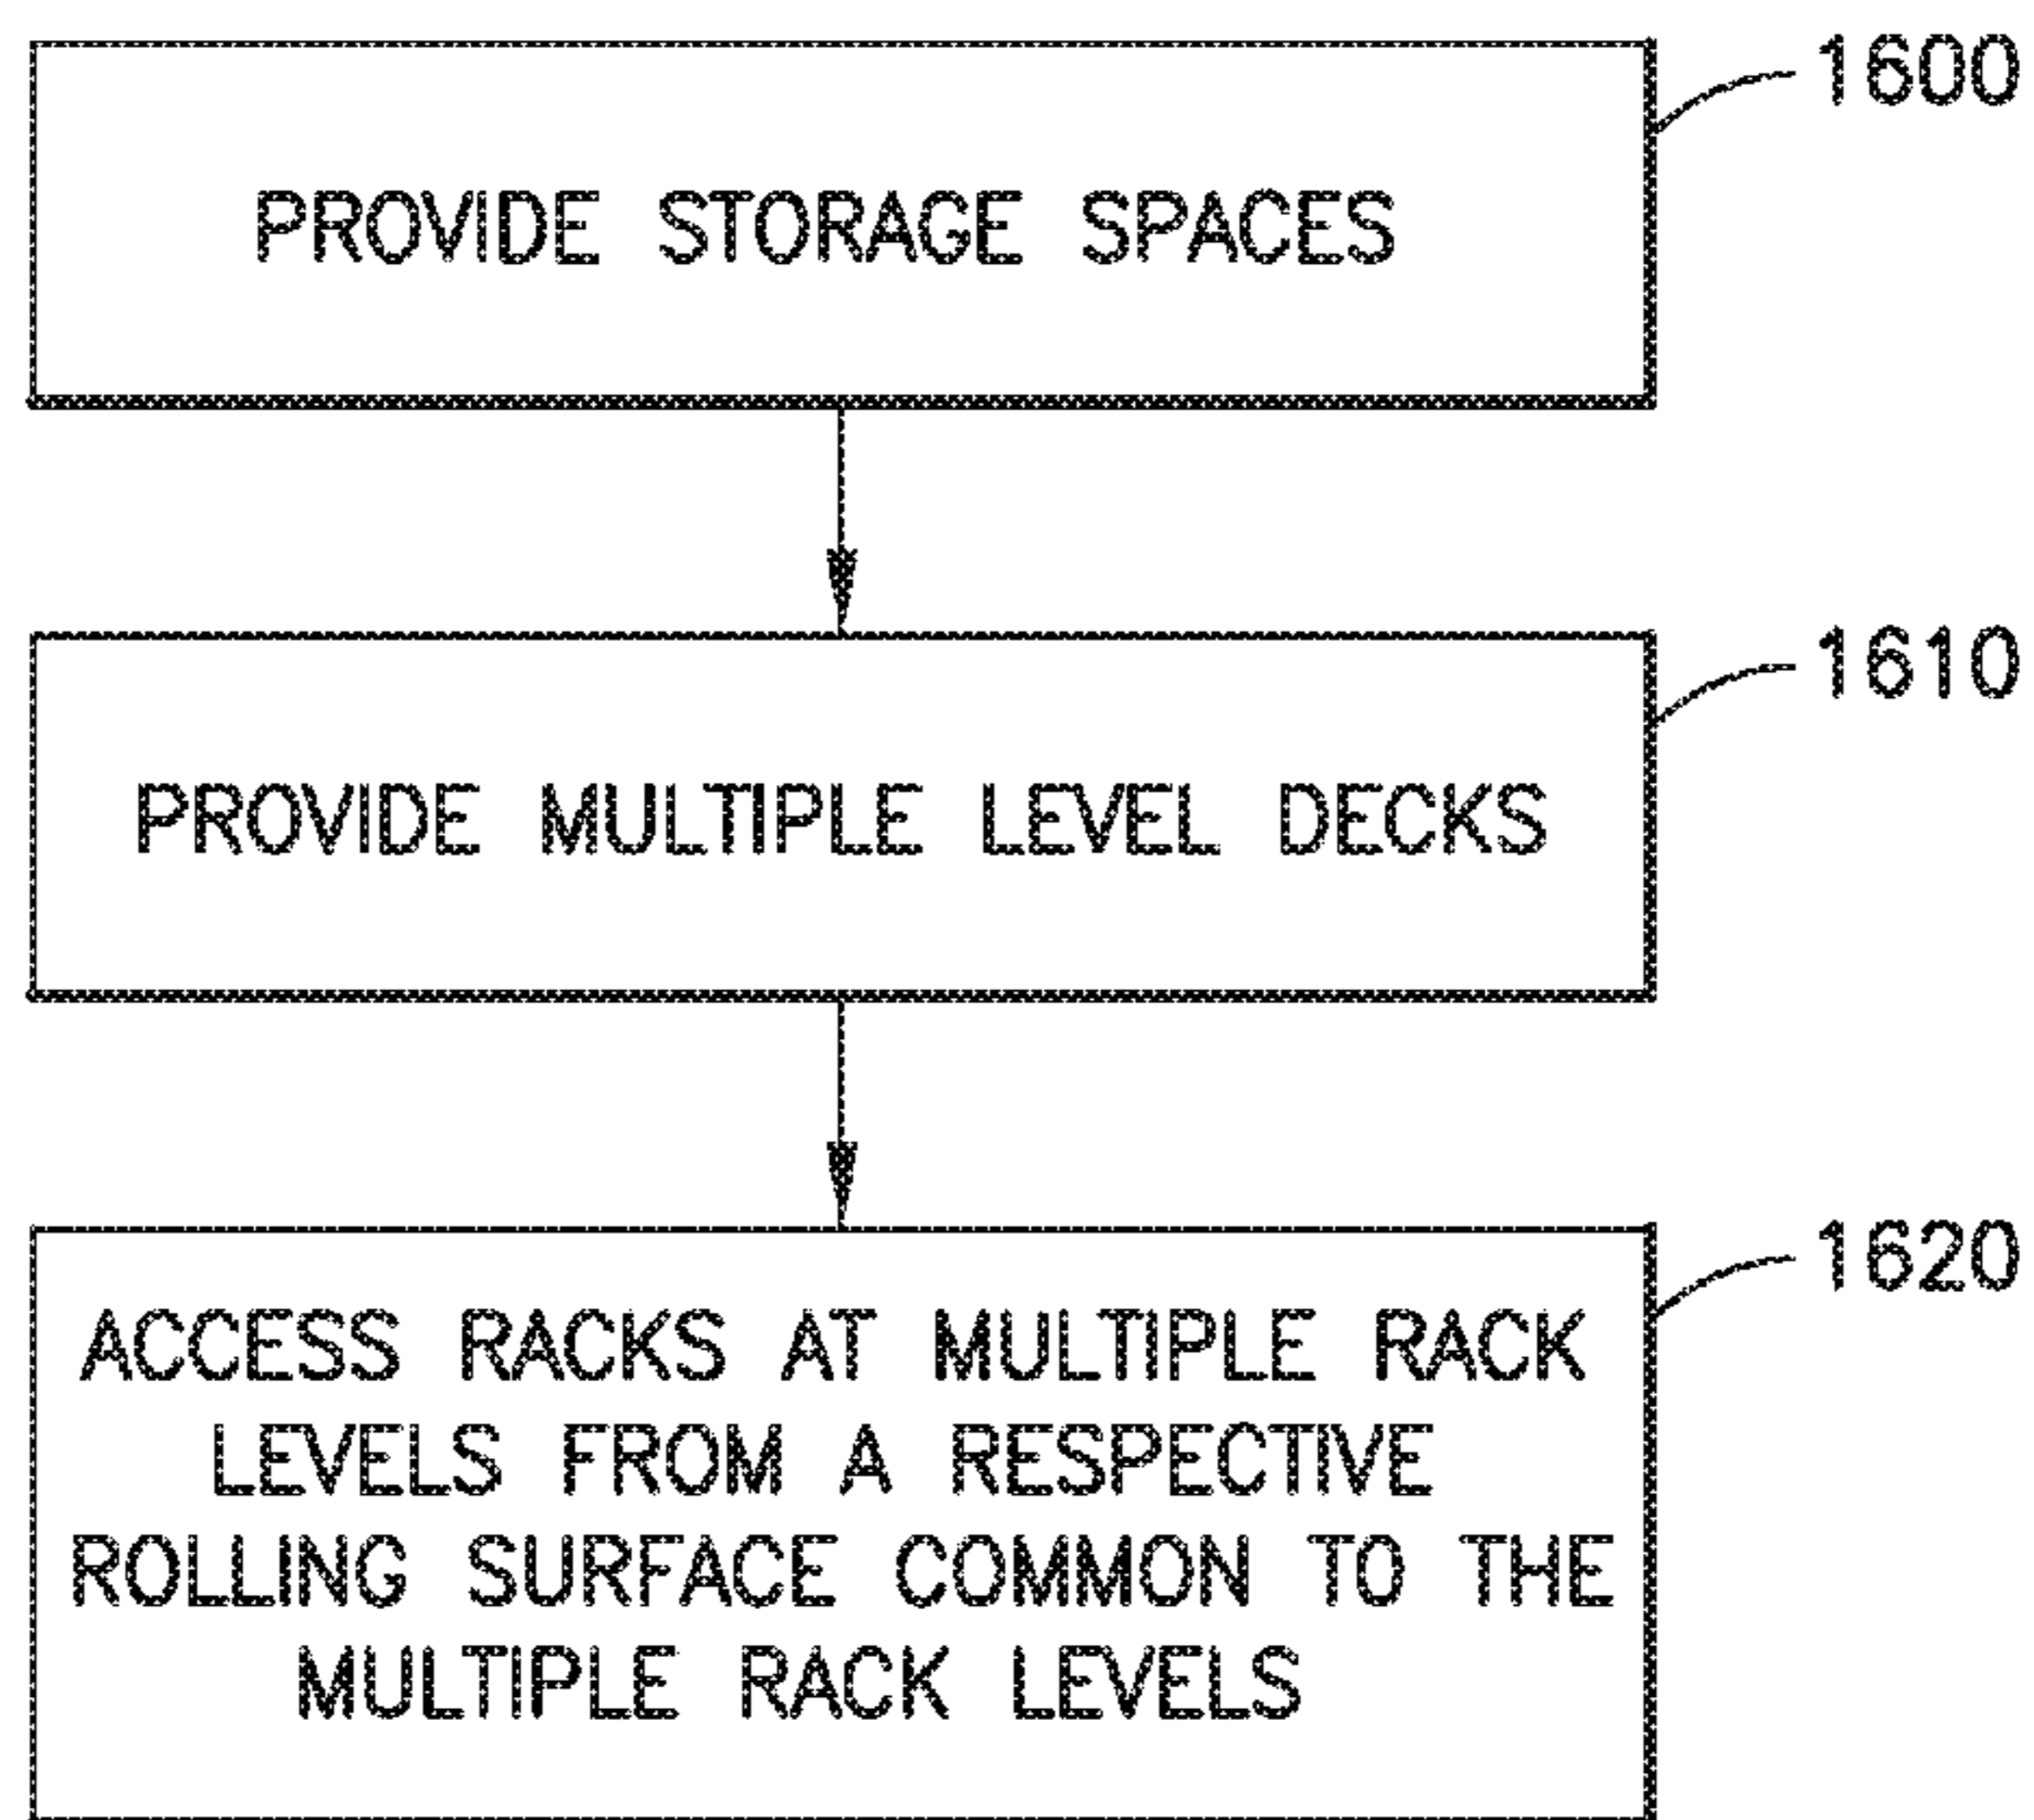 1600
PROVIDE STORAGE SPACES
1610
PROVIDE MULTIPLE LEVEL DECKS
1620
ACCESS RACKS AT MULTIPLE RACK
LEVELS FROM A RESPECTIVE
ROLLING SURFACE COMMON TO THE
MULTIPLE RACK LEVELS